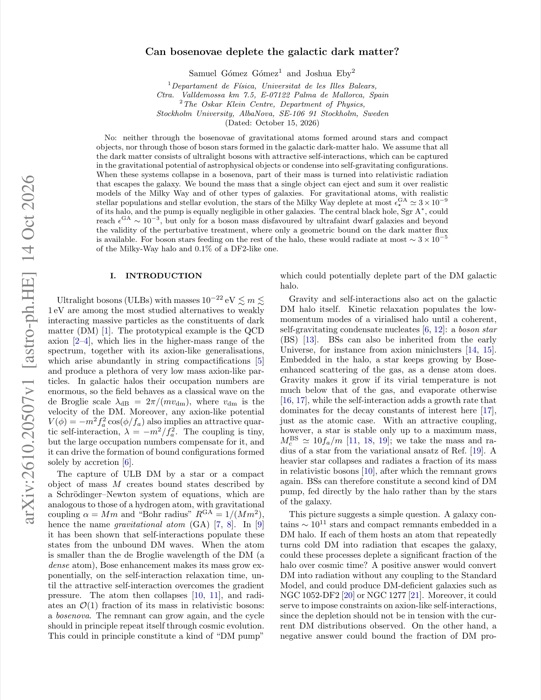 Can bosenovae deplete the galactic dark matter?
Samuel Gómez Gómez¹ and Joshua Eby²
¹Departament de Física, Universitat de les Illes Balears,
Ctra. Valldemossa km 7.5, E-07122 Palma de Mallorca, Spain
²The Oskar Klein Centre, Department of Physics,
Stockholm University, AlbaNova, SE-106 91 Stockholm, Sweden
(Dated: October 15, 2026)
No: neither through the bosenovae of gravitational atoms formed around stars and compact
objects, nor through those of boson stars formed in the galactic dark-matter halo. We assume that all
the dark matter consists of ultralight bosons with attractive self-interactions, which can be captured
in the gravitational potential of astrophysical objects or condense into self-gravitating configurations.
When these systems collapse in a bosenova, part of their mass is turned into relativistic radiation
that escapes the galaxy. We bound the mass that a single object can eject and sum it over realistic
models of the Milky Way and of other types of galaxies. For gravitational atoms, with realistic
stellar populations and stellar evolution, the stars of the Milky Way deplete at most ϵ⋆ᴳᴬ ≃ 3 × 10⁻⁹
of its halo, and the pump is equally negligible in other galaxies. The central black hole, Sgr A*, could
reach ϵᴳᴬ ∼ 10⁻³, but only for a boson mass disfavoured by ultrafaint dwarf galaxies and beyond
the validity of the perturbative treatment, where only a geometric bound on the dark matter flux
is available. For boson stars feeding on the rest of the halo, these would radiate at most ∼ 3 × 10⁻⁵
of the Milky-Way halo and 0.1% of a DF2-like one.
I. INTRODUCTION
Ultralight bosons (ULBs) with masses 10⁻²² eV ≲ m ≲
1 eV are among the most studied alternatives to weakly
interacting massive particles as the constituents of dark
matter (DM) [1]. The prototypical example is the QCD
axion [2–4], which lies in the higher-mass range of the
spectrum, together with its axion-like generalisations,
which arise abundantly in string compactifications [5]
and produce a plethora of very low mass axion-like par-
ticles. In galactic halos their occupation numbers are
enormous, so the field behaves as a classical wave on the
de Broglie scale λdB = 2π/(mvdm), where vdm is the
velocity of the DM. Moreover, any axion-like potential
V(ϕ) = −m²fₐ² cos(ϕ/fₐ) also implies an attractive quar-
tic self-interaction, λ = −m²/fₐ². The coupling is tiny,
but the large occupation numbers compensate for it, and
it can drive the formation of bound configurations formed
solely by accretion [6].
The capture of ULB DM by a star or a compact
object of mass M creates bound states described by
a Schrödinger–Newton system of equations, which are
analogous to those of a hydrogen atom, with gravitational
coupling α = Mm and "Bohr radius" Rᴳᴬ = 1/(Mm²),
hence the name gravitational atom (GA) [7, 8]. In [9]
it has been shown that self-interactions populate these
states from the unbound DM waves. When the atom
is smaller than the de Broglie wavelength of the DM (a
dense atom), Bose enhancement makes its mass grow ex-
ponentially, on the self-interaction relaxation time, un-
til the attractive self-interaction overcomes the gradient
pressure. The atom then collapses [10, 11], and radi-
ates an O(1) fraction of its mass in relativistic bosons:
a bosenova. The remnant can grow again, and the cycle
should in principle repeat itself through cosmic evolution.
This could in principle constitute a kind of "DM pump"
which could potentially deplete part of the DM galactic
halo.
Gravity and self-interactions also act on the galactic
DM halo itself. Kinetic relaxation populates the low-
momentum modes of a virialised halo until a coherent,
self-gravitating condensate nucleates [6, 12]: a boson star
(BS) [13]. BSs can also be inherited from the early
Universe, for instance from axion miniclusters [14, 15].
Embedded in the halo, a star keeps growing by Bose-
enhanced scattering of the gas, as a dense atom does.
Gravity makes it grow if its virial temperature is not
much below that of the gas, and evaporate otherwise
[16, 17], while the self-interaction adds a growth rate that
dominates for the decay constants of interest here [17],
just as the atomic case. With an attractive coupling,
however, a star is stable only up to a maximum mass,
M꜀ᴮˢ ≃ 10fₐ/m [11, 18, 19]; we take the mass and ra-
dius of a star from the variational ansatz of Ref. [19]. A
heavier star collapses and radiates a fraction of its mass
in relativistic bosons [10], after which the remnant grows
again. BSs can therefore constitute a second kind of DM
pump, fed directly by the halo rather than by the stars
of the galaxy.
This picture suggests a simple question. A galaxy con-
tains ∼ 10¹¹ stars and compact remnants embedded in a
DM halo. If each of them hosts an atom that repeatedly
turns cold DM into radiation that escapes the galaxy,
could these processes deplete a significant fraction of the
halo over cosmic time? A positive answer would convert
DM into radiation without any coupling to the Standard
Model, and could produce DM-deficient galaxies such as
NGC 1052-DF2 [20] or NGC 1277 [21]. Moreover, it could
serve to impose constraints on axion-like self-interactions,
since the depletion should not be in tension with the cur-
rent DM distributions observed. On the other hand, a
negative answer could bound the fraction of DM pro-
arXiv:2610.20507v1 [astro-ph.HE] 14 Oct 2026